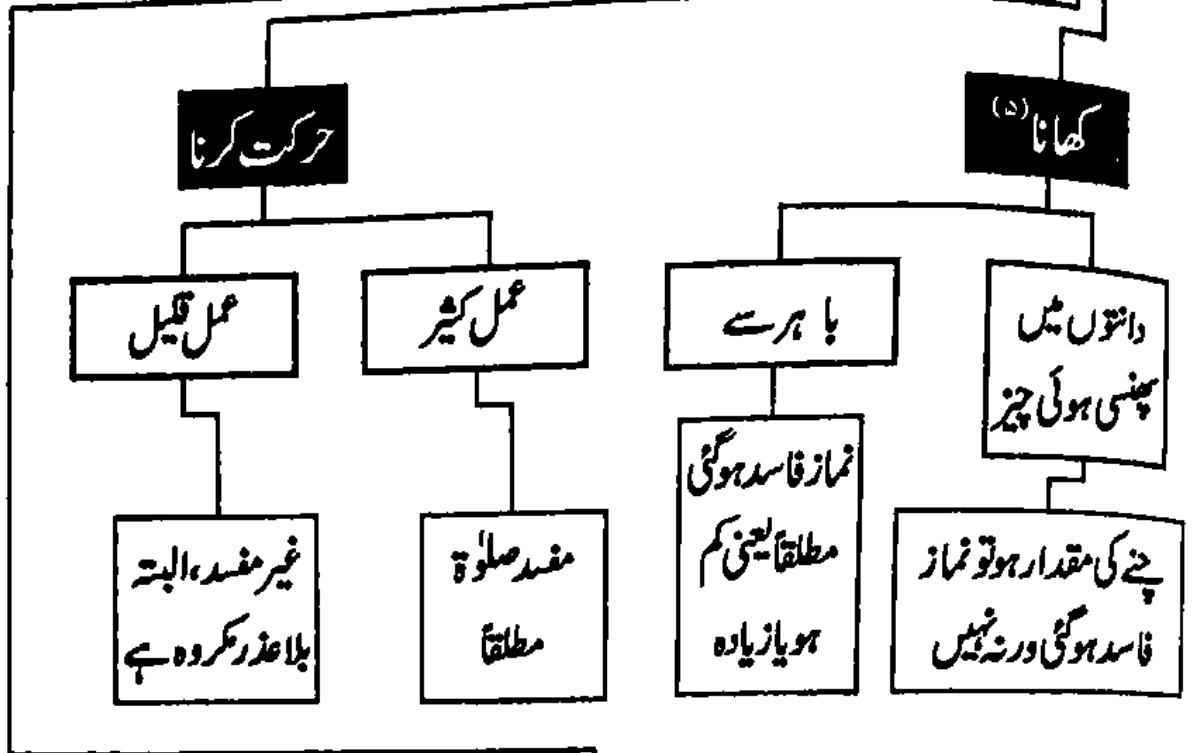 کھانا (۵)
دانتوں میں
پھنسی ہوئی چیز
چنے کی مقدار ہو تو نماز
فاسد ہوگئی ورنہ نہیں
باہر سے
نماز فاسد ہوگئی
مطلقاً یعنی کم
ہو یا زیادہ
حرکت کرنا
عمل کثیر
مفسد صلوٰۃ
مطلقاً
عمل قلیل
غیر مفسد، البتہ
بلا عذر مکروہ ہے